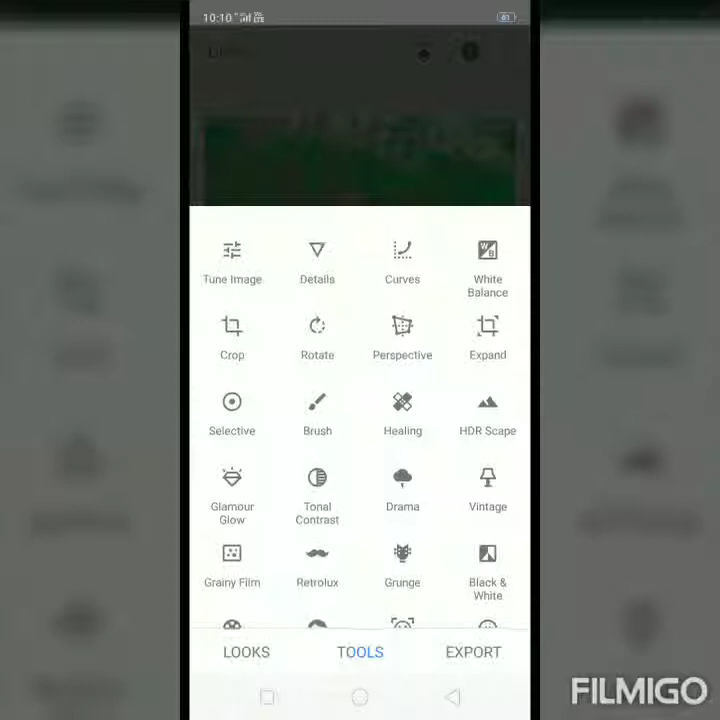 10:10
Tune Image
Details
Curves
White
Balance
Crop
Rotate
Perspective
Expand
Selective
Brush
Healing
HDR Scape
Glamour
Glow
Tonal
Contrast
Drama
Vintage
Grainy Film
Retrolux
Grunge
Black &
White
LOOKS
TOOLS
EXPORT
FILMIGO